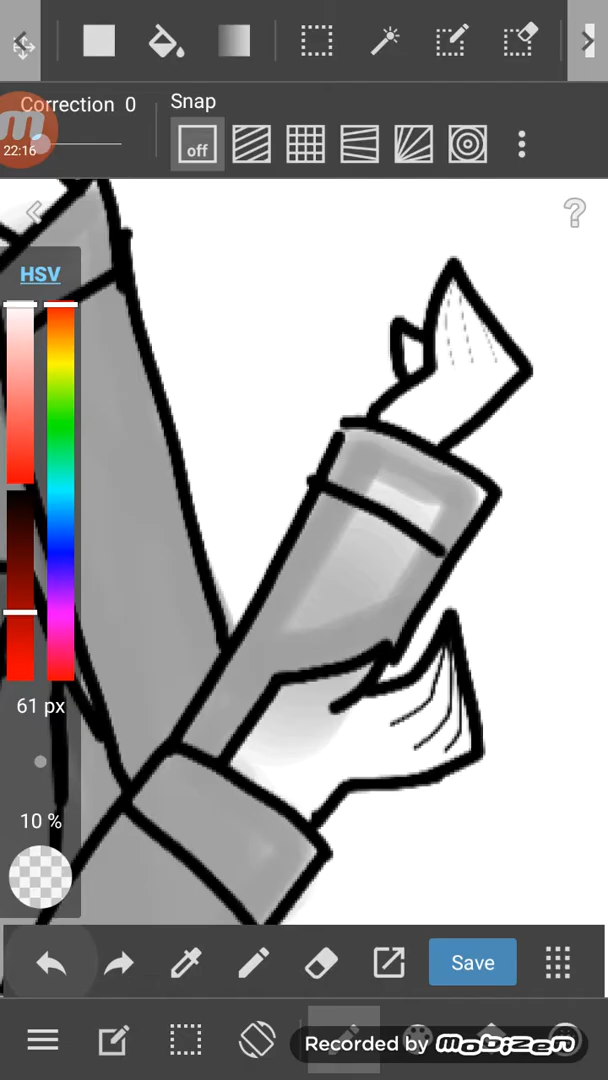 Correction 0
Snap
22:16
off
HSV
?
61 px
10 %
Save
Recorded by mobizen